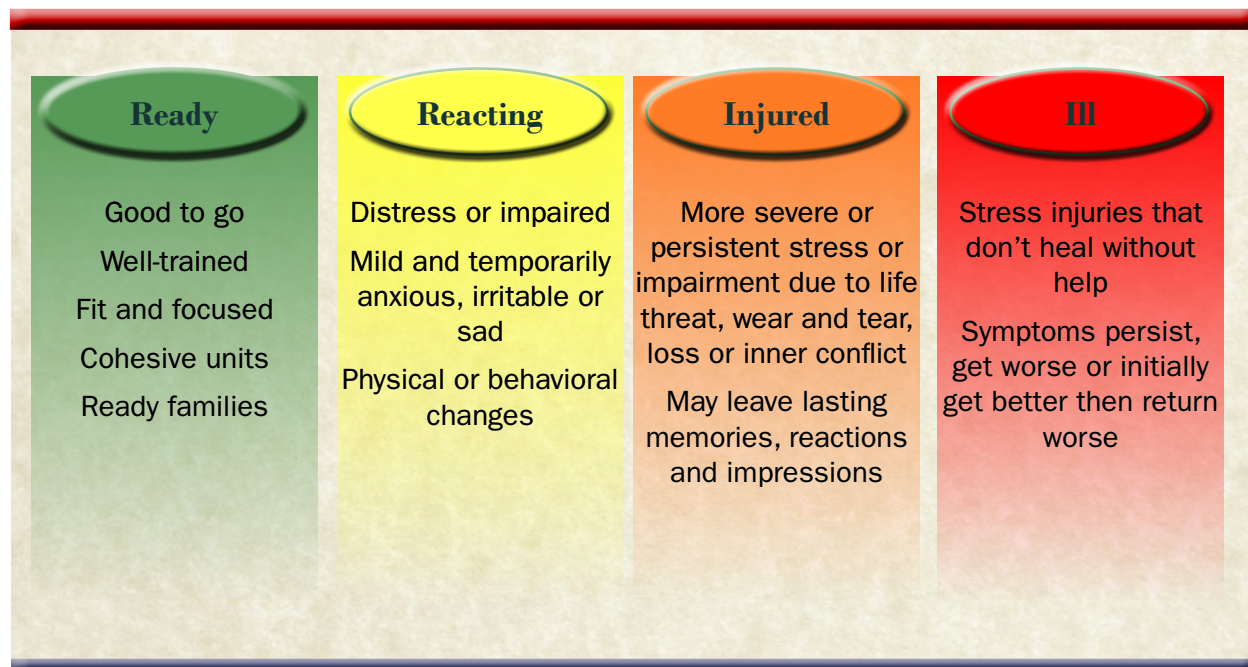 Ready
Good to go
Well-trained
Fit and focused
Cohesive units
Ready families
Reacting
Distress or impaired
Mild and temporarily
anxious, irritable or
sad
Physical or behavioral
changes
Injured
More severe or
persistent stress or
impairment due to life
threat, wear and tear,
loss or inner conflict
May leave lasting
memories, reactions
and impressions
Ill
Stress injuries that
don’t heal without
help
Symptoms persist,
get worse or initially
get better then return
worse